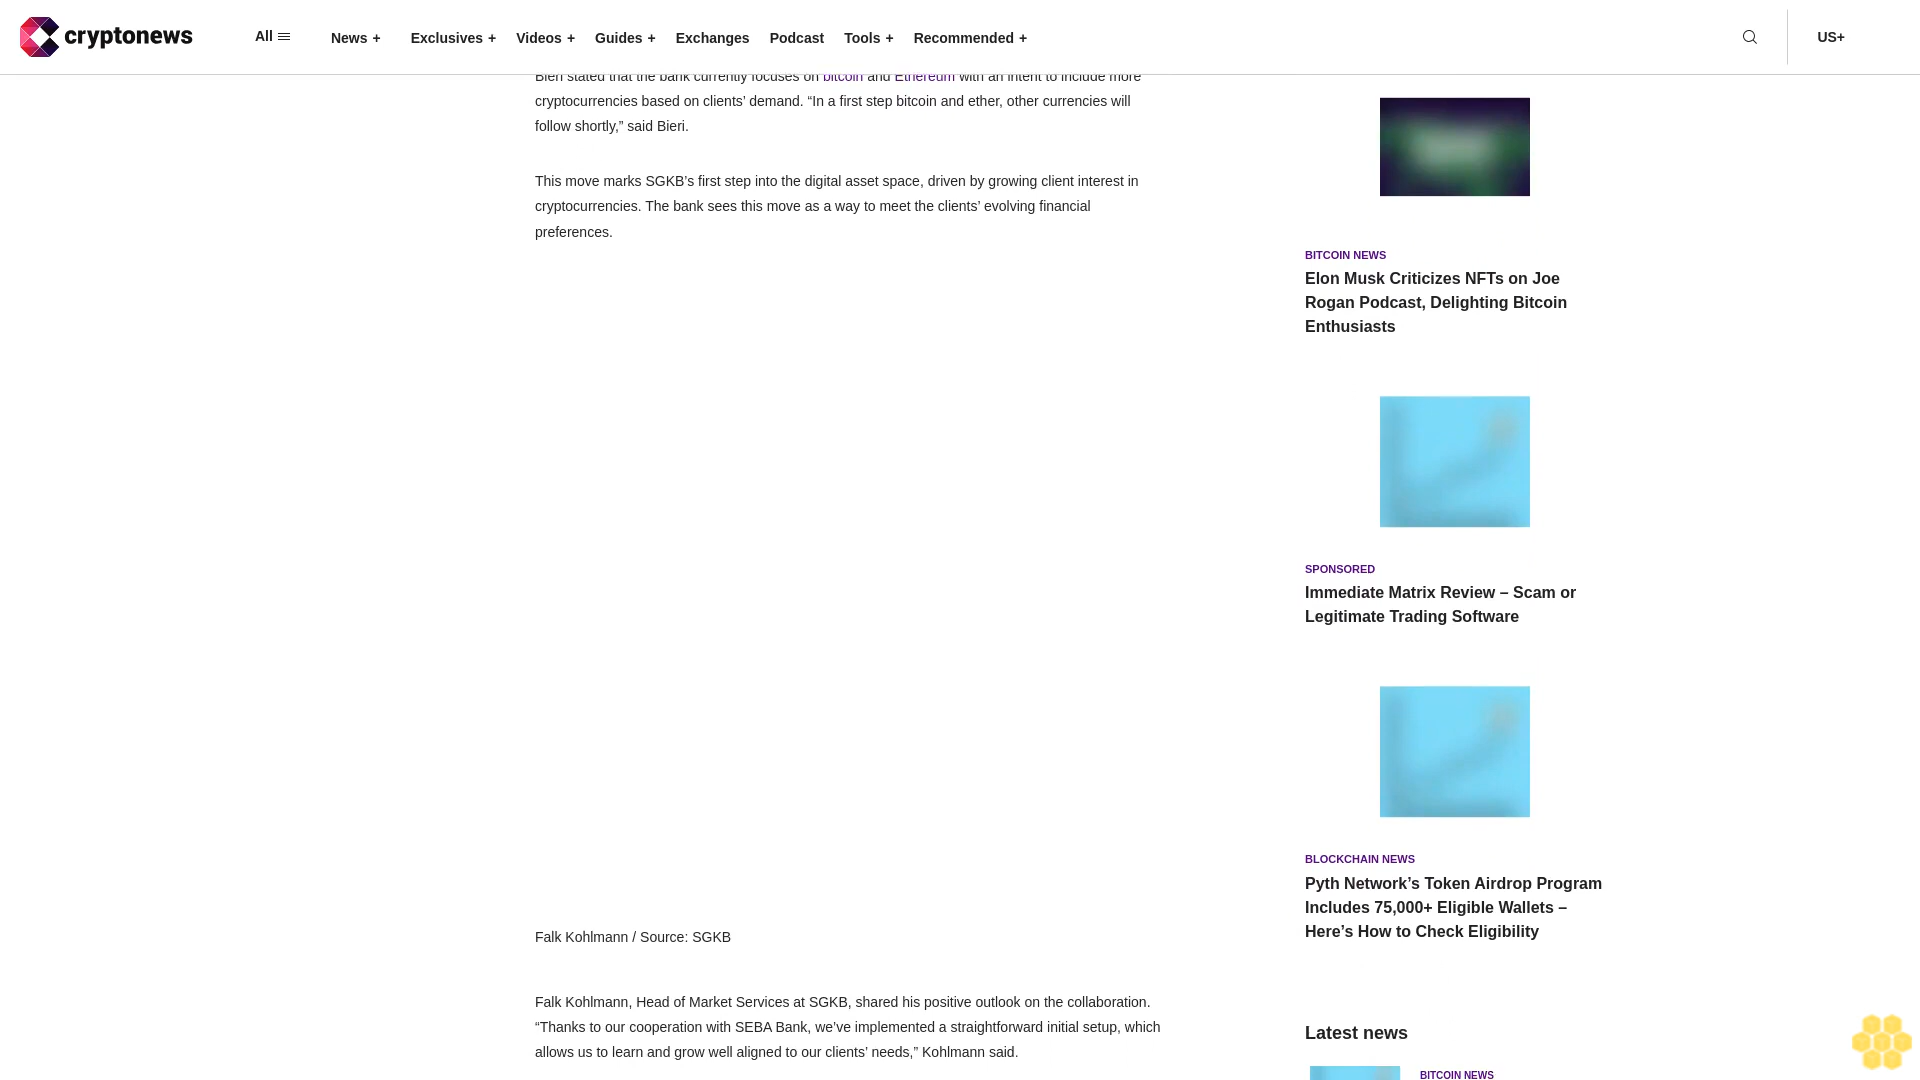 cryptonews
All
News +
Exclusives +
Videos +
Guides +
Exchanges
Podcast
Tools +
Recommended +
US+
Bieri stated that the bank currently focuses on bitcoin and Ethereum with an intent to include more
cryptocurrencies based on clients’ demand. “In a first step bitcoin and ether, other currencies will
follow shortly,” said Bieri.
This move marks SGKB’s first step into the digital asset space, driven by growing client interest in
cryptocurrencies. The bank sees this move as a way to meet the clients’ evolving financial
preferences.
Falk Kohlmann / Source: SGKB
Falk Kohlmann, Head of Market Services at SGKB, shared his positive outlook on the collaboration.
“Thanks to our cooperation with SEBA Bank, we’ve implemented a straightforward initial setup, which
allows us to learn and grow well aligned to our clients’ needs,” Kohlmann said.
BITCOIN NEWS
Elon Musk Criticizes NFTs on Joe
Rogan Podcast, Delighting Bitcoin
Enthusiasts
SPONSORED
Immediate Matrix Review – Scam or
Legitimate Trading Software
BLOCKCHAIN NEWS
Pyth Network’s Token Airdrop Program
Includes 75,000+ Eligible Wallets –
Here’s How to Check Eligibility
Latest news
BITCOIN NEWS